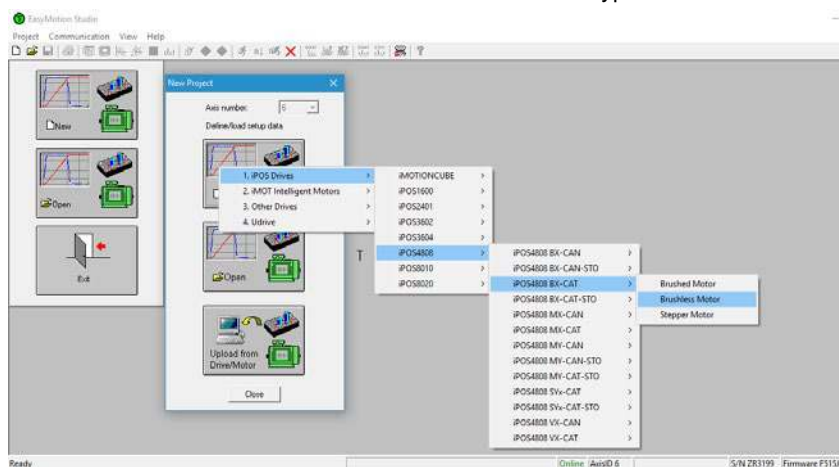 EasyMotion Studio
Project Communication View Help
New Project
Axis number: 6
Define/load setup data
New
Open
Exit
1. iPOS Drives
2. iMOT Intelligent Motors
3. Other Drives
4. Udrive
Open
Upload from
Drive/Motor
Close
iMOTIONCUBE
iPOS1600
iPOS2401
iPOS3602
iPOS3604
iPOS4808
iPOS8010
iPOS8020
T
iPOS4808 BX-CAN
iPOS4808 BX-CAN-STO
iPOS4808 BX-CAT
iPOS4808 BX-CAT-STO
iPOS4808 MX-CAN
iPOS4808 MX-CAT
iPOS4808 MY-CAN
iPOS4808 MY-CAN-STO
iPOS4808 MY-CAT-STO
iPOS4808 SYx-CAT
iPOS4808 SYx-CAT-STO
iPOS4808 VX-CAN
iPOS4808 VX-CAT
Brushed Motor
Brushless Motor
Stepper Motor
Ready
Online AxisID 6
S/N ZR3199 Firmware